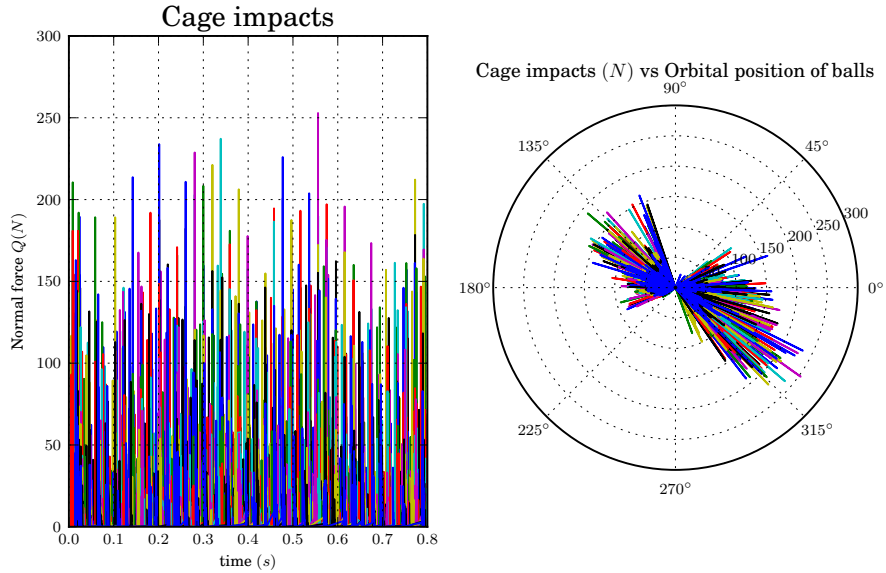 Cage impacts
300
250
200
150
100
50
0
Normal force Q(N)
0.0 0.1 0.2 0.3 0.4 0.5 0.6 0.7 0.8
time (s)
Cage impacts (N) vs Orbital position of balls
90°
135° 45°
100 150 200 250 300
180° 0°
225° 315°
270°